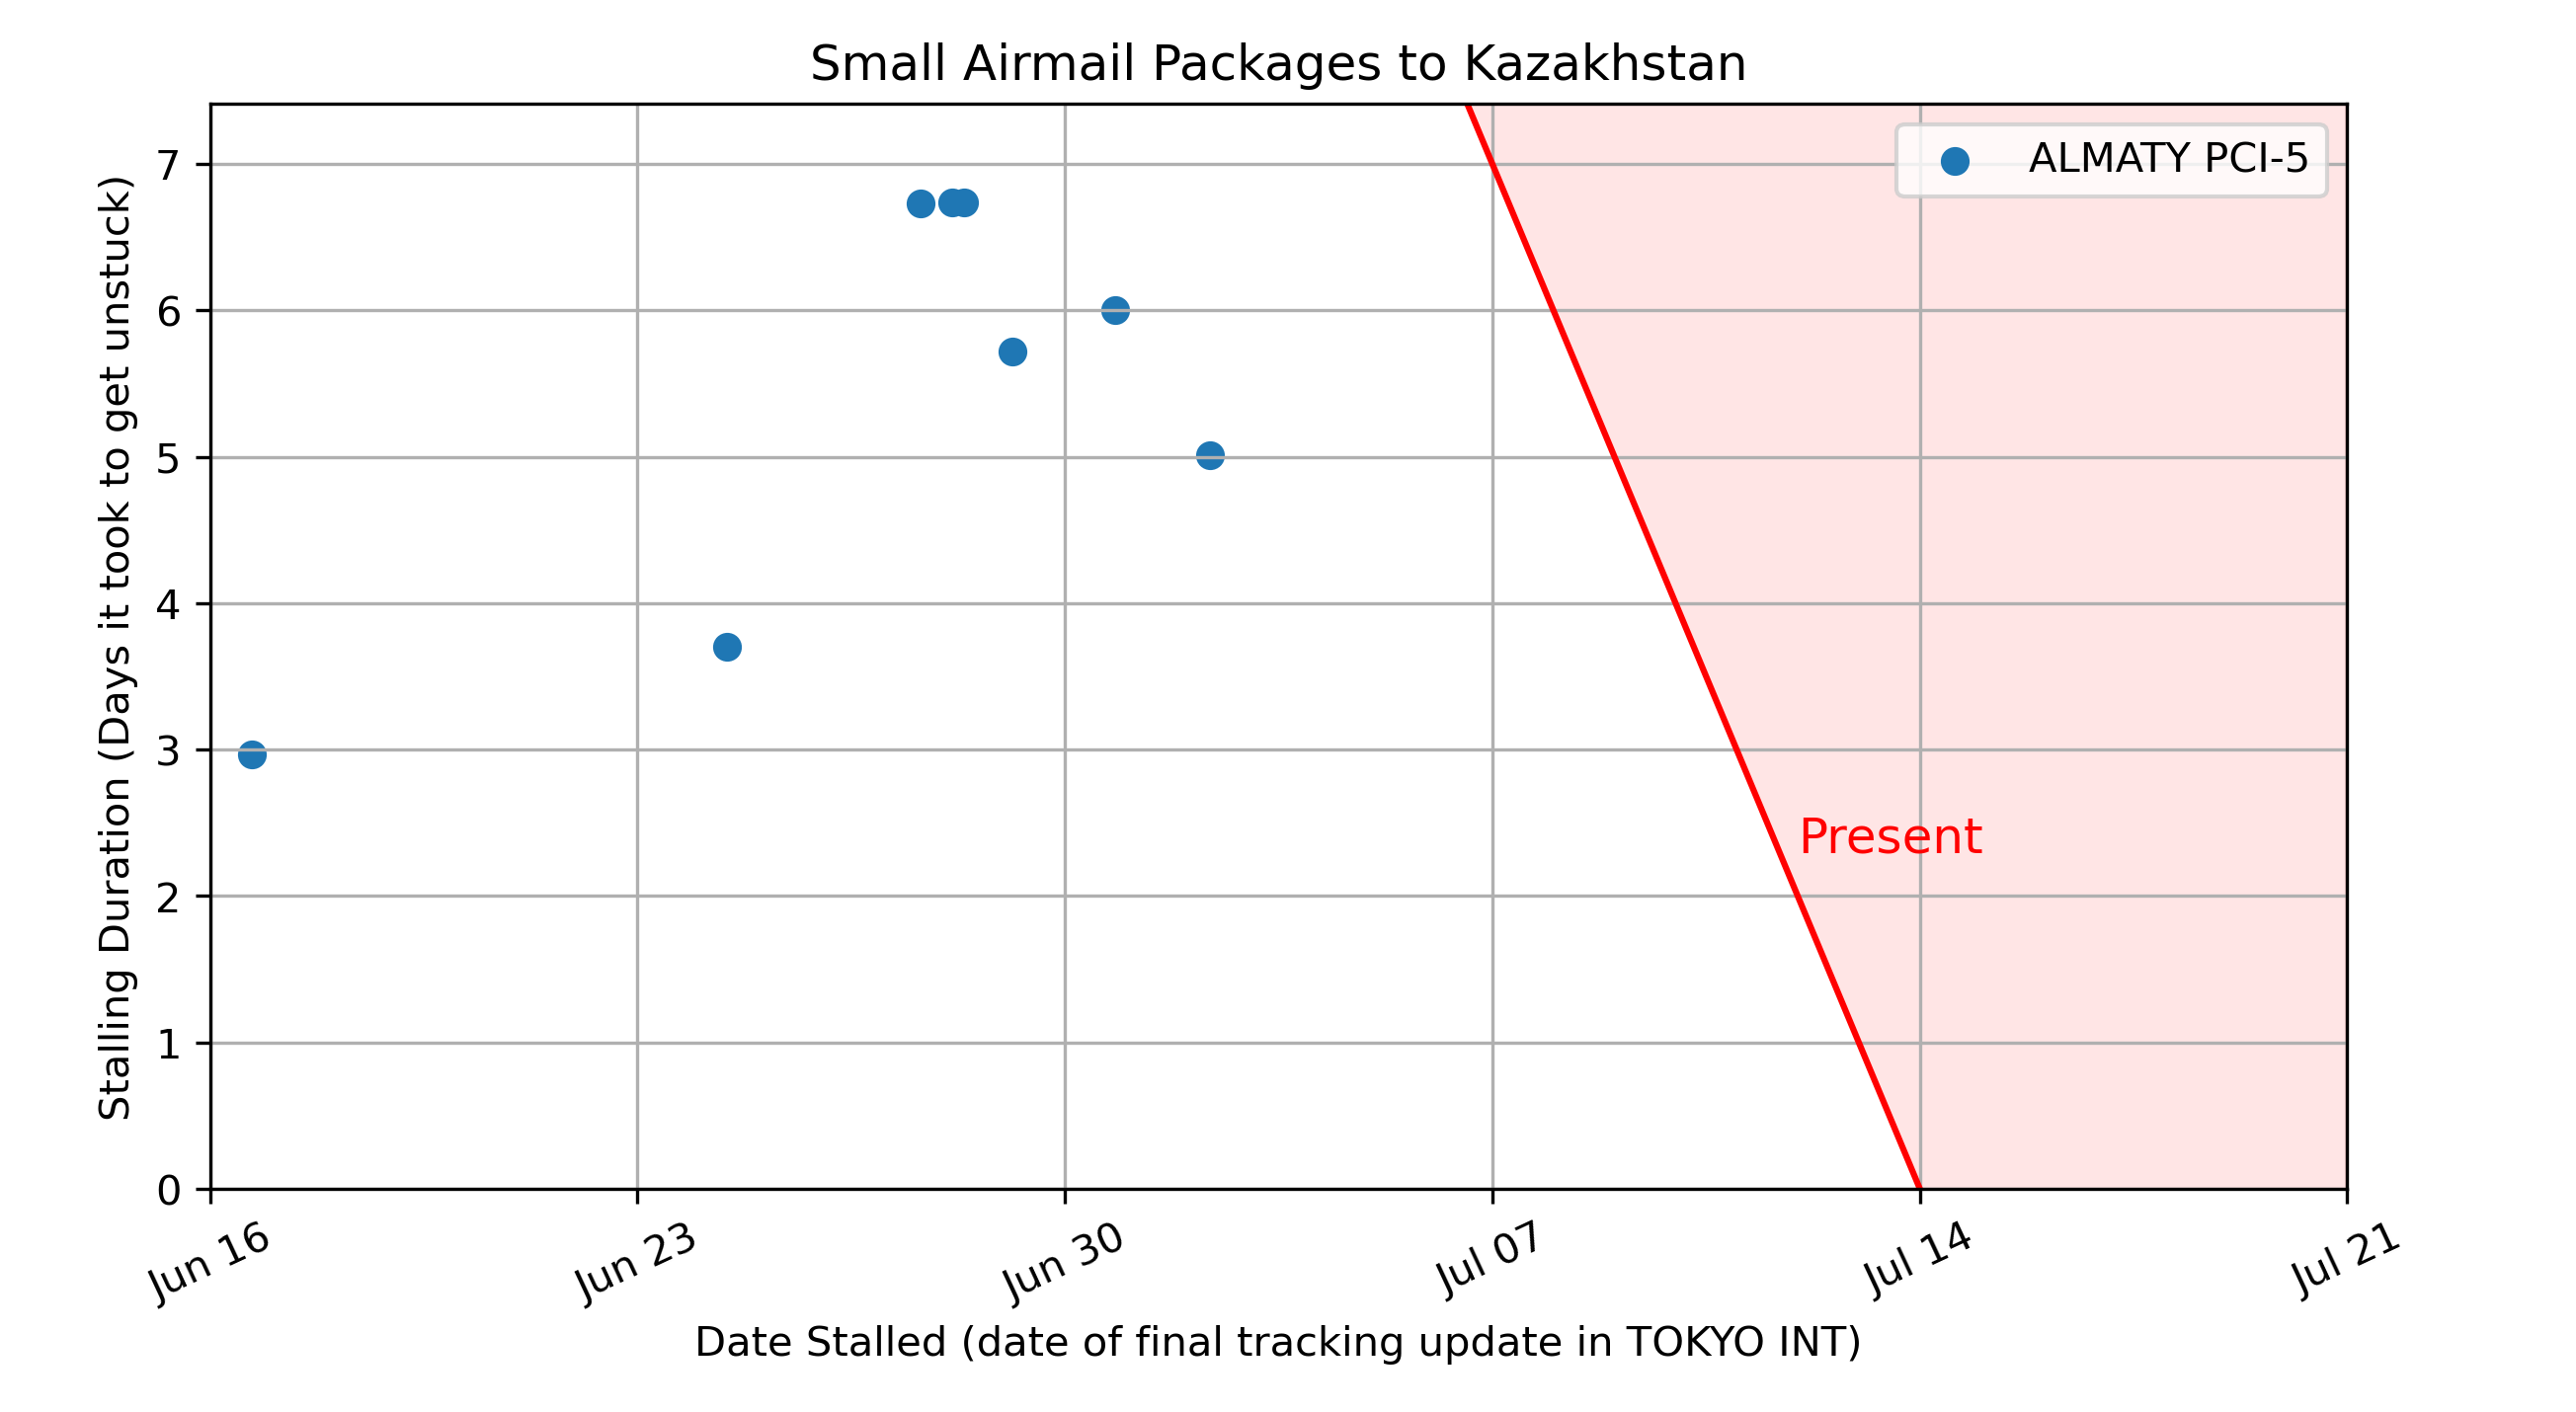 Small Airmail Packages to Kazakhstan
ALMATY PCI-5
Stalling Duration (Days it took to get unstuck)
7
6
5
4
3
2
1
0
Present
Jun 16
Jun 23
Jun 30
Jul 07
Jul 14
Jul 21
Date Stalled (date of final tracking update in TOKYO INT)